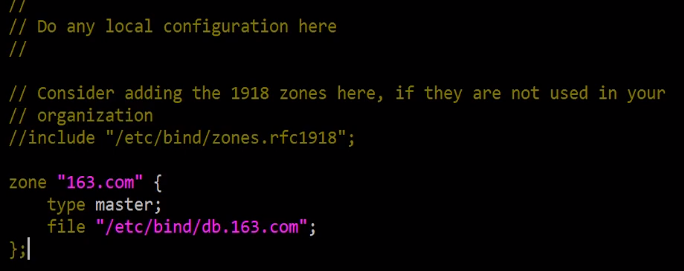 //
// Do any local configuration here
//
// Consider adding the 1918 zones here, if they are not used in your
// organization
//include "/etc/bind/zones.rfc1918";
zone "163.com" {
    type master;
    file "/etc/bind/db.163.com";
};